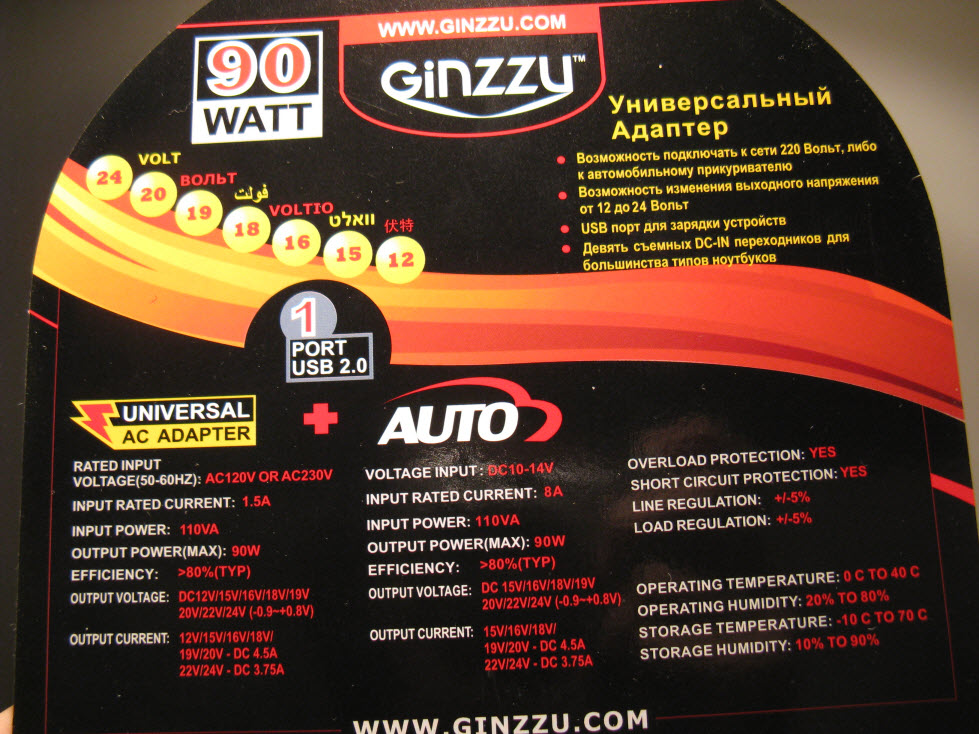 WWW.GINZZU.COM
90
WATT
GiNZZU™
Универсальный
Адаптер
Возможность подключать к сети 220 Вольт, либо
к автомобильному прикуривателю
Возможность изменения выходного напряжения
от 12 до 24 Вольт
USB порт для зарядки устройств
Девять съемных DC-IN переходников для
большинства типов ноутбуков
VOLT
ВОЛЬТ
فولت
VOLTIO
וואלט
伏特
24
20
19
18
16
15
12
1
PORT
USB 2.0
UNIVERSAL
AC ADAPTER
+
AUTO
RATED INPUT
VOLTAGE(50-60HZ): AC120V OR AC230V
INPUT RATED CURRENT: 1.5A
INPUT POWER: 110VA
OUTPUT POWER(MAX): 90W
EFFICIENCY: >80%(TYP)
OUTPUT VOLTAGE: DC12V/15V/16V/18V/19V
20V/22V/24V (-0.9~+0.8V)
OUTPUT CURRENT: 12V/15V/16V/18V/
19V/20V - DC 4.5A
22V/24V - DC 3.75A
VOLTAGE INPUT: DC10-14V
INPUT RATED CURRENT: 8A
INPUT POWER: 110VA
OUTPUT POWER(MAX): 90W
EFFICIENCY: >80%(TYP)
OUTPUT VOLTAGE: DC 15V/16V/18V/19V
20V/22V/24V (-0.9~+0.8V)
OUTPUT CURRENT: 15V/16V/18V/
19V/20V - DC 4.5A
22V/24V - DC 3.75A
OVERLOAD PROTECTION: YES
SHORT CIRCUIT PROTECTION: YES
LINE REGULATION: +/-5%
LOAD REGULATION: +/-5%
OPERATING TEMPERATURE: 0 C TO 40 C
OPERATING HUMIDITY: 20% TO 80%
STORAGE TEMPERATURE: -10 C TO 70 C
STORAGE HUMIDITY: 10% TO 90%
WWW.GINZZU.COM